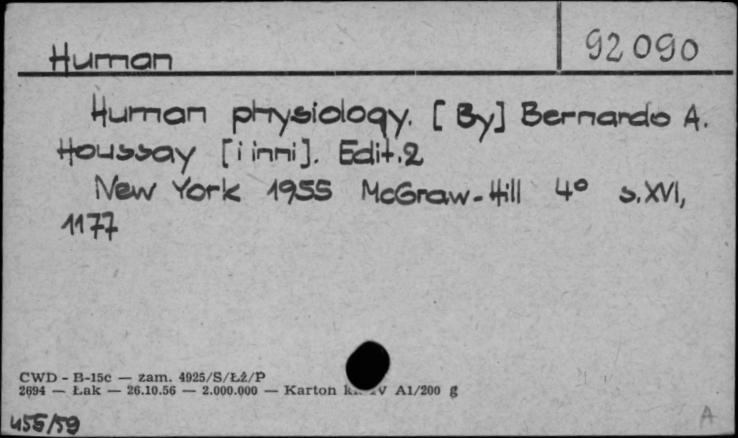 Human
92090
Human physiology. [By] Bernardo A.
Houssay [i inni]. Edit. 2
New York 1955 McGraw-Hill 4° s. XVI,
1177
CWD - B-15c — zam. 4925/S/Łź/P
2694 — Łak — 26.10.56 — 2.000.000 — Karton A1/200 g
455/59
A